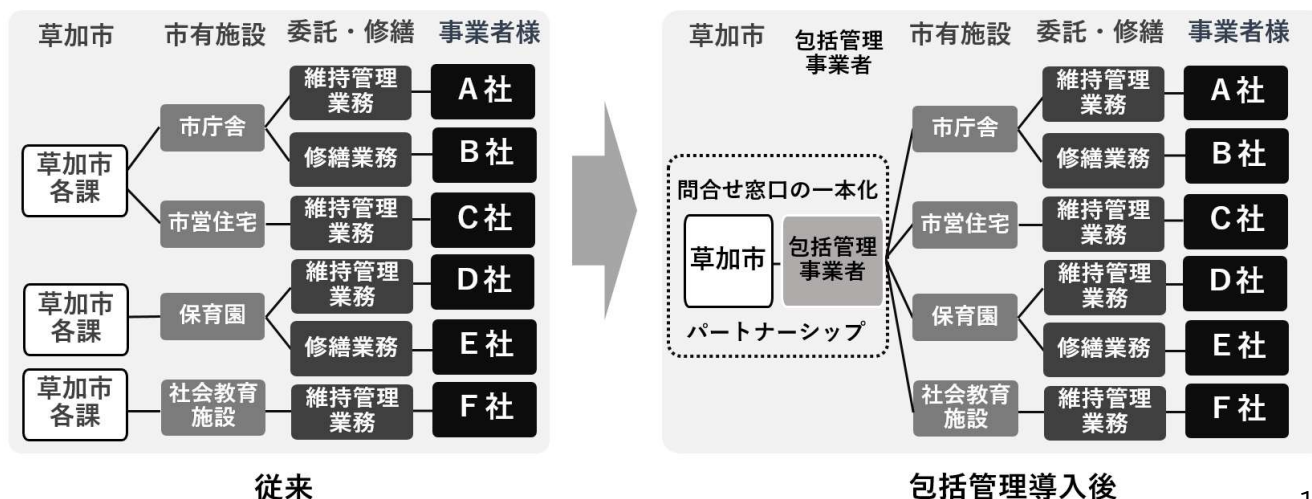 草加市 市有施設 委託・修繕 事業者様
草加市
各課
市庁舎
維持管理
業務
A社
修繕業務
B社
市営住宅
維持管理
業務
C社
草加市
各課
保育園
維持管理
業務
D社
修繕業務
E社
草加市
各課
社会教育
施設
維持管理
業務
F社
従来
草加市 包括管理 市有施設 委託・修繕 事業者様
事業者
問合せ窓口の一本化
草加市
包括管理
事業者
パートナーシップ
市庁舎
維持管理
業務
A社
修繕業務
B社
市営住宅
維持管理
業務
C社
保育園
維持管理
業務
D社
修繕業務
E社
社会教育
施設
維持管理
業務
F社
包括管理導入後
1